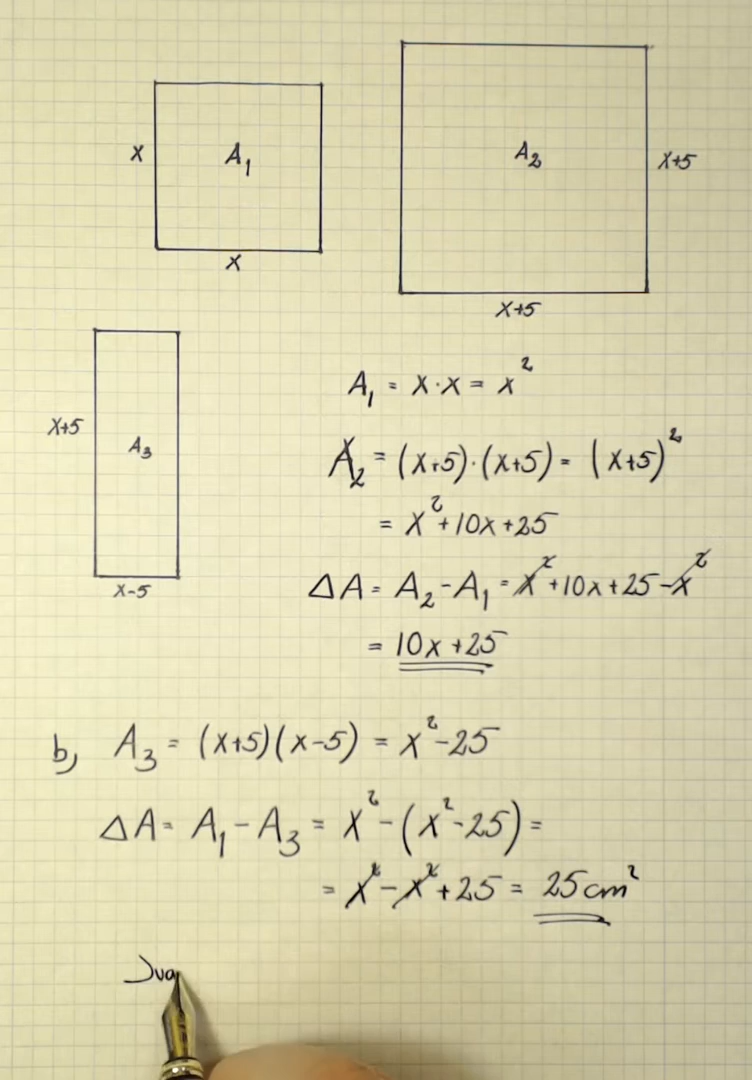 x
A₁
x
A₂
x+5
x+5
x+5
A₃
x-5
A₁ = x·x = x²
A₂ = (x+5)·(x+5) = (x+5)²
= x²+10x+25
ΔA = A₂-A₁ = x²+10x+25-x²
= 10x+25
b) A₃ = (x+5)(x-5) = x²-25
ΔA = A₁-A₃ = x²-(x²-25) =
= x²-x²+25 = 25cm²